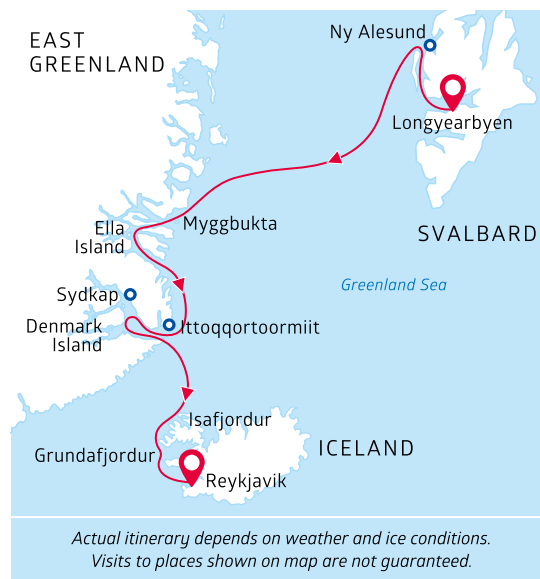 EAST
GREENLAND
Ny Alesund
Longyearbyen
Myggbukta
SVALBARD
Ella
Island
Greenland Sea
Sydkap
Denmark
Island
Ittoqqortoormiit
Isafjordur
ICELAND
Grundafjordur
Reykjavik
Actual itinerary depends on weather and ice conditions.
Visits to places shown on map are not guaranteed.